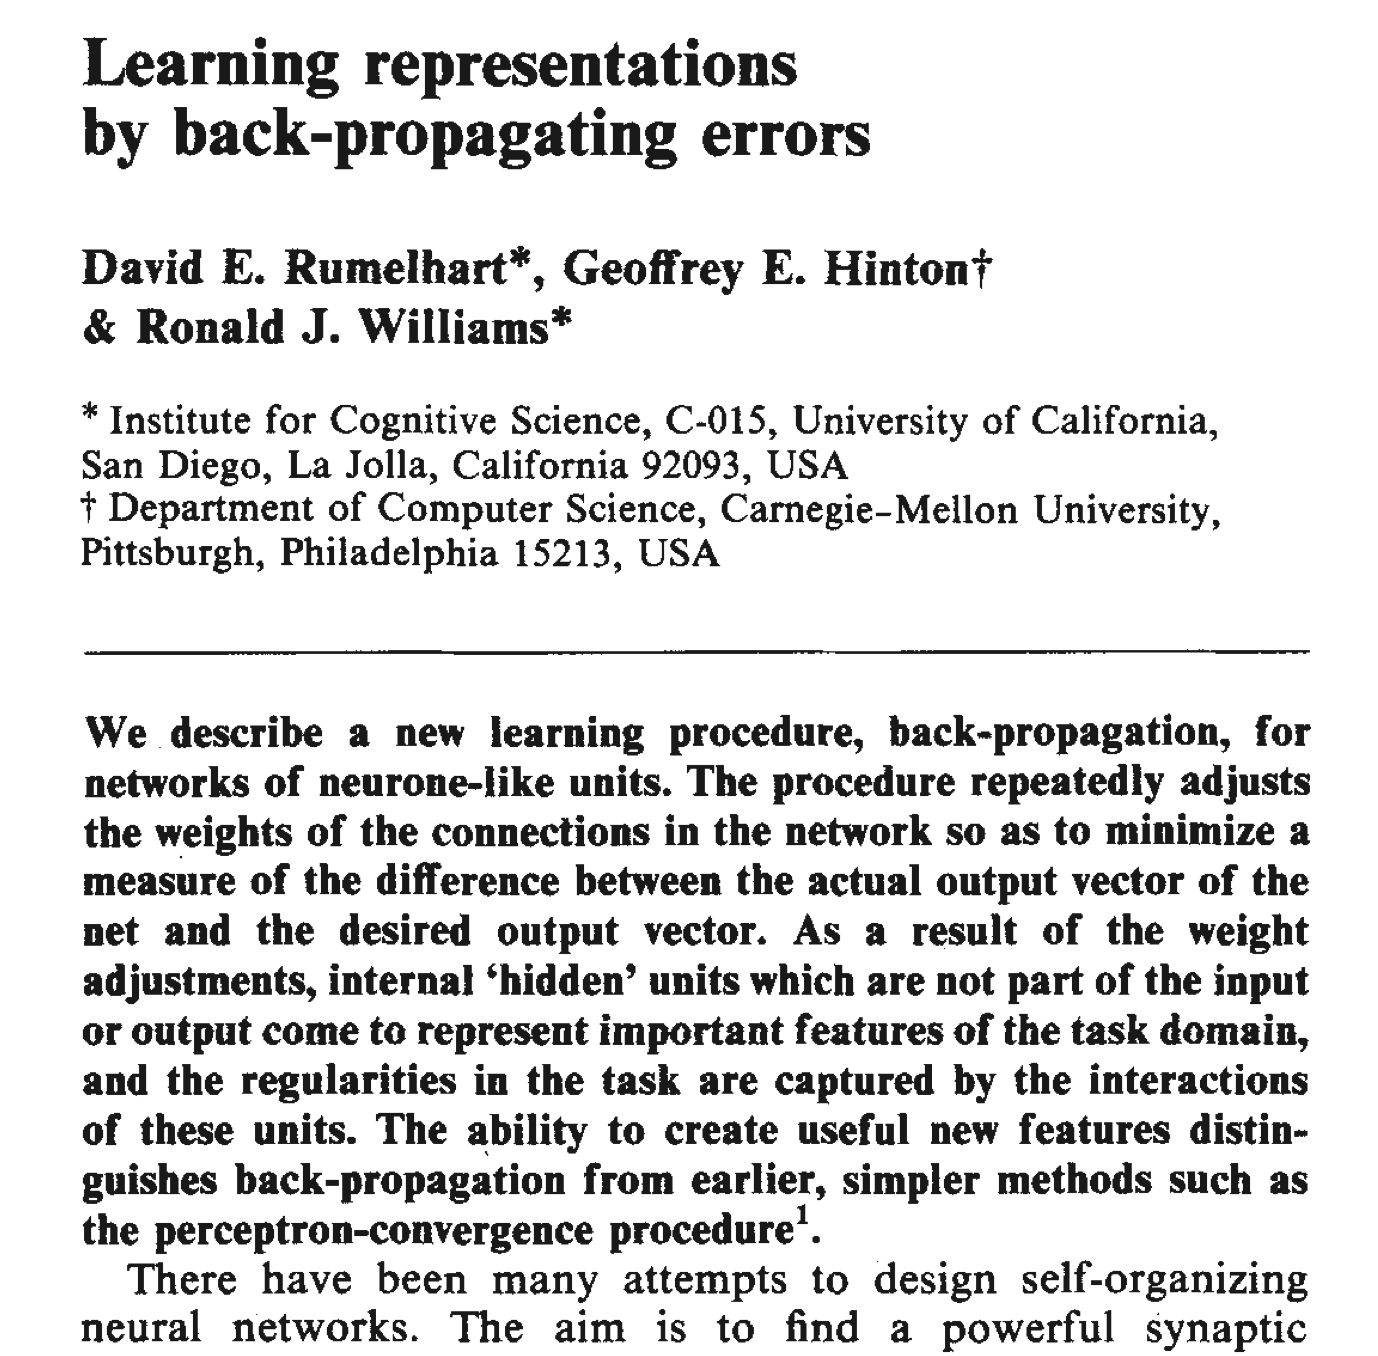 Learning representations
by back-propagating errors
David E. Rumelhart*, Geoffrey E. Hinton†
& Ronald J. Williams*
* Institute for Cognitive Science, C-015, University of California,
San Diego, La Jolla, California 92093, USA
† Department of Computer Science, Carnegie–Mellon University,
Pittsburgh, Philadelphia 15213, USA
We describe a new learning procedure, back-propagation, for
networks of neurone-like units. The procedure repeatedly adjusts
the weights of the connections in the network so as to minimize a
measure of the difference between the actual output vector of the
net and the desired output vector. As a result of the weight
adjustments, internal ‘hidden’ units which are not part of the input
or output come to represent important features of the task domain,
and the regularities in the task are captured by the interactions
of these units. The ability to create useful new features distin-
guishes back-propagation from earlier, simpler methods such as
the perceptron-convergence procedure¹.
There have been many attempts to design self-organizing
neural networks. The aim is to find a powerful synaptic